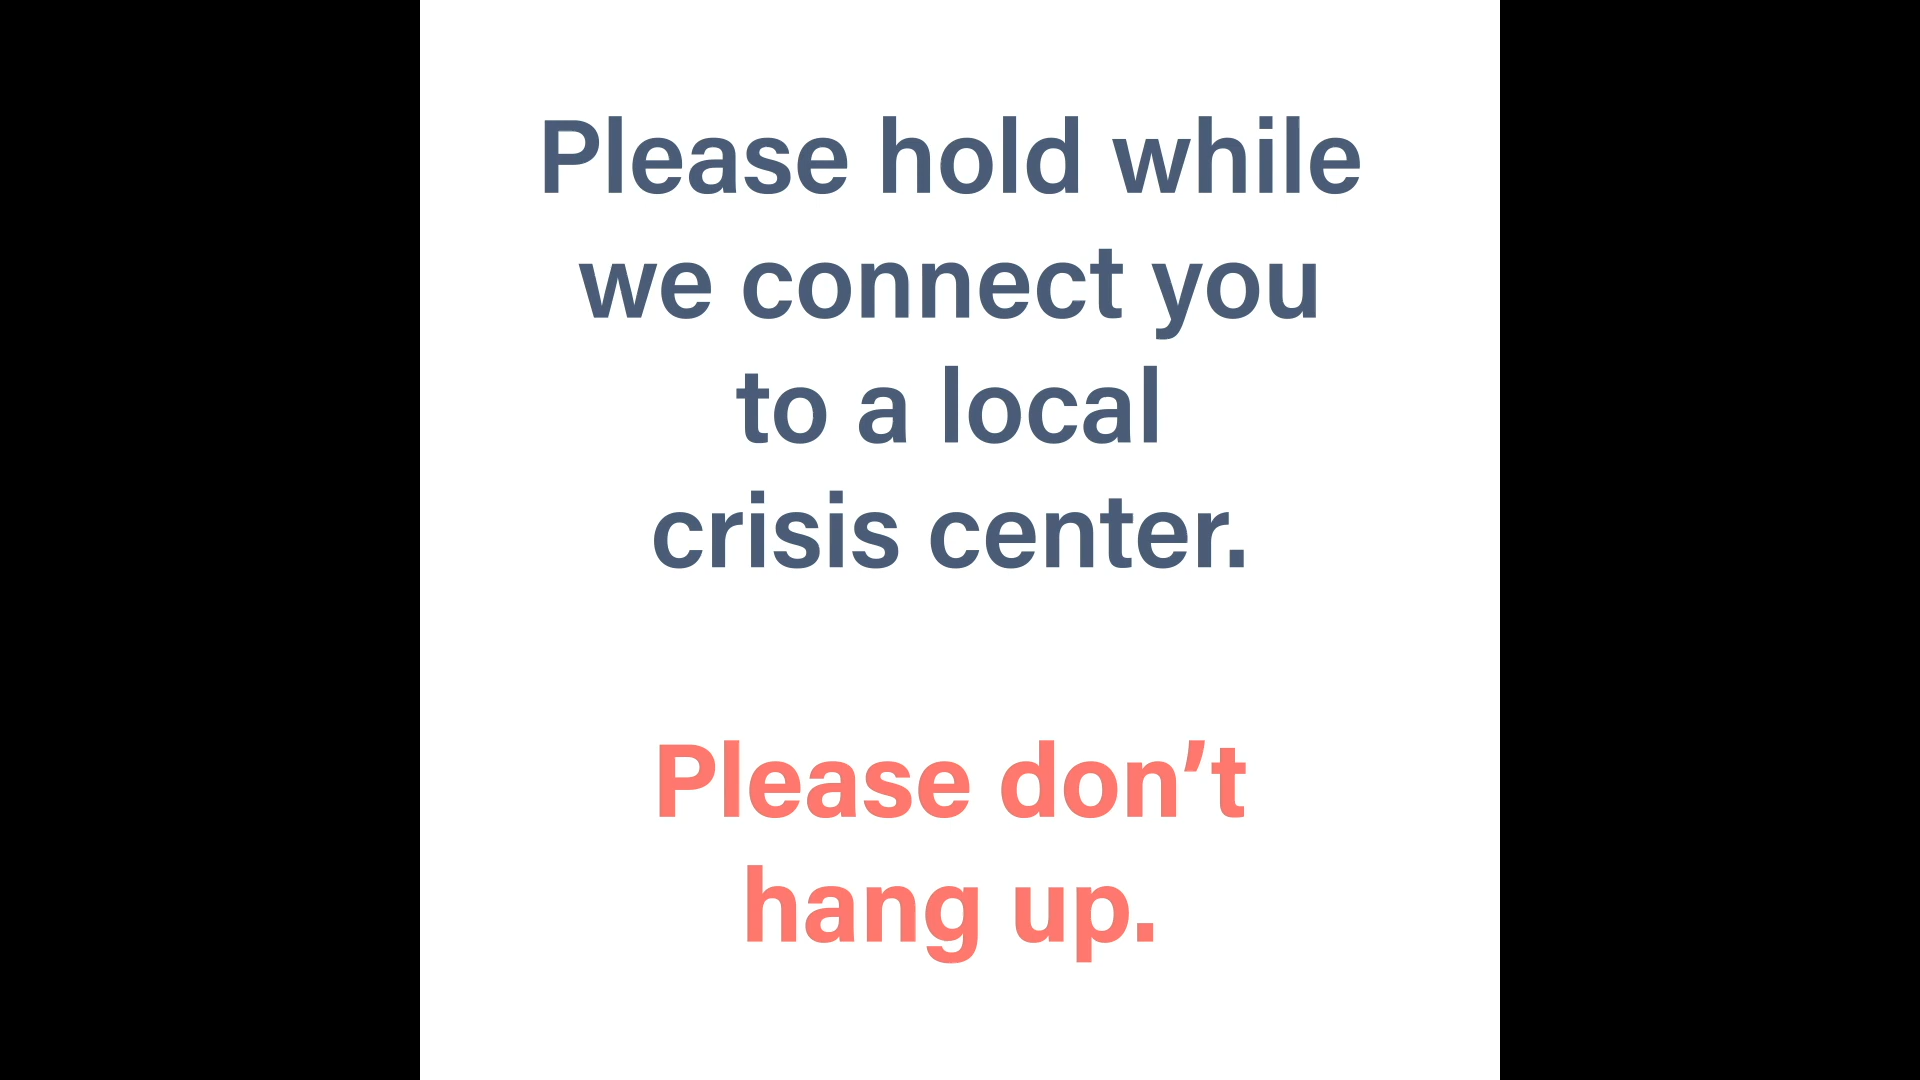 Please hold while
we connect you
to a local
crisis center.
Please don’t
hang up.